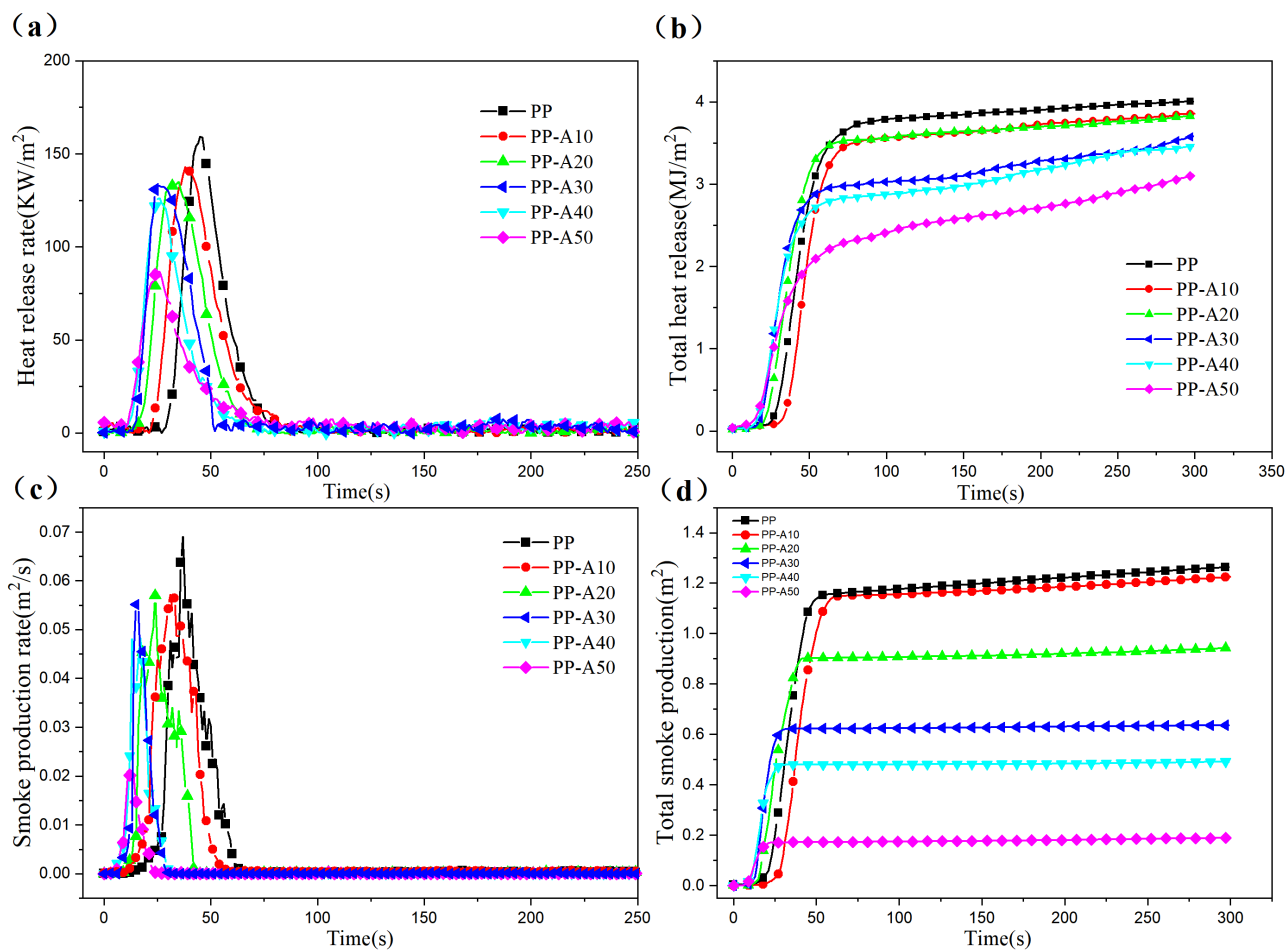 (a)
200
150
100
50
0
Heat release rate(KW/m²)
PP
PP-A10
PP-A20
PP-A30
PP-A40
PP-A50
0 50 100 150 200 250
Time(s)
(b)
4
3
2
1
0
Total heat release(MJ/m²)
PP
PP-A10
PP-A20
PP-A30
PP-A40
PP-A50
0 50 100 150 200 250 300 350
Time(s)
(c)
0.07
0.06
0.05
0.04
0.03
0.02
0.01
0.00
Smoke production rate(m²/s)
PP
PP-A10
PP-A20
PP-A30
PP-A40
PP-A50
0 50 100 150 200 250
Time(s)
(d)
1.4
1.2
1.0
0.8
0.6
0.4
0.2
0.0
Total smoke production(m²)
PP
PP-A10
PP-A20
PP-A30
PP-A40
PP-A50
0 50 100 150 200 250 300
Time(s)